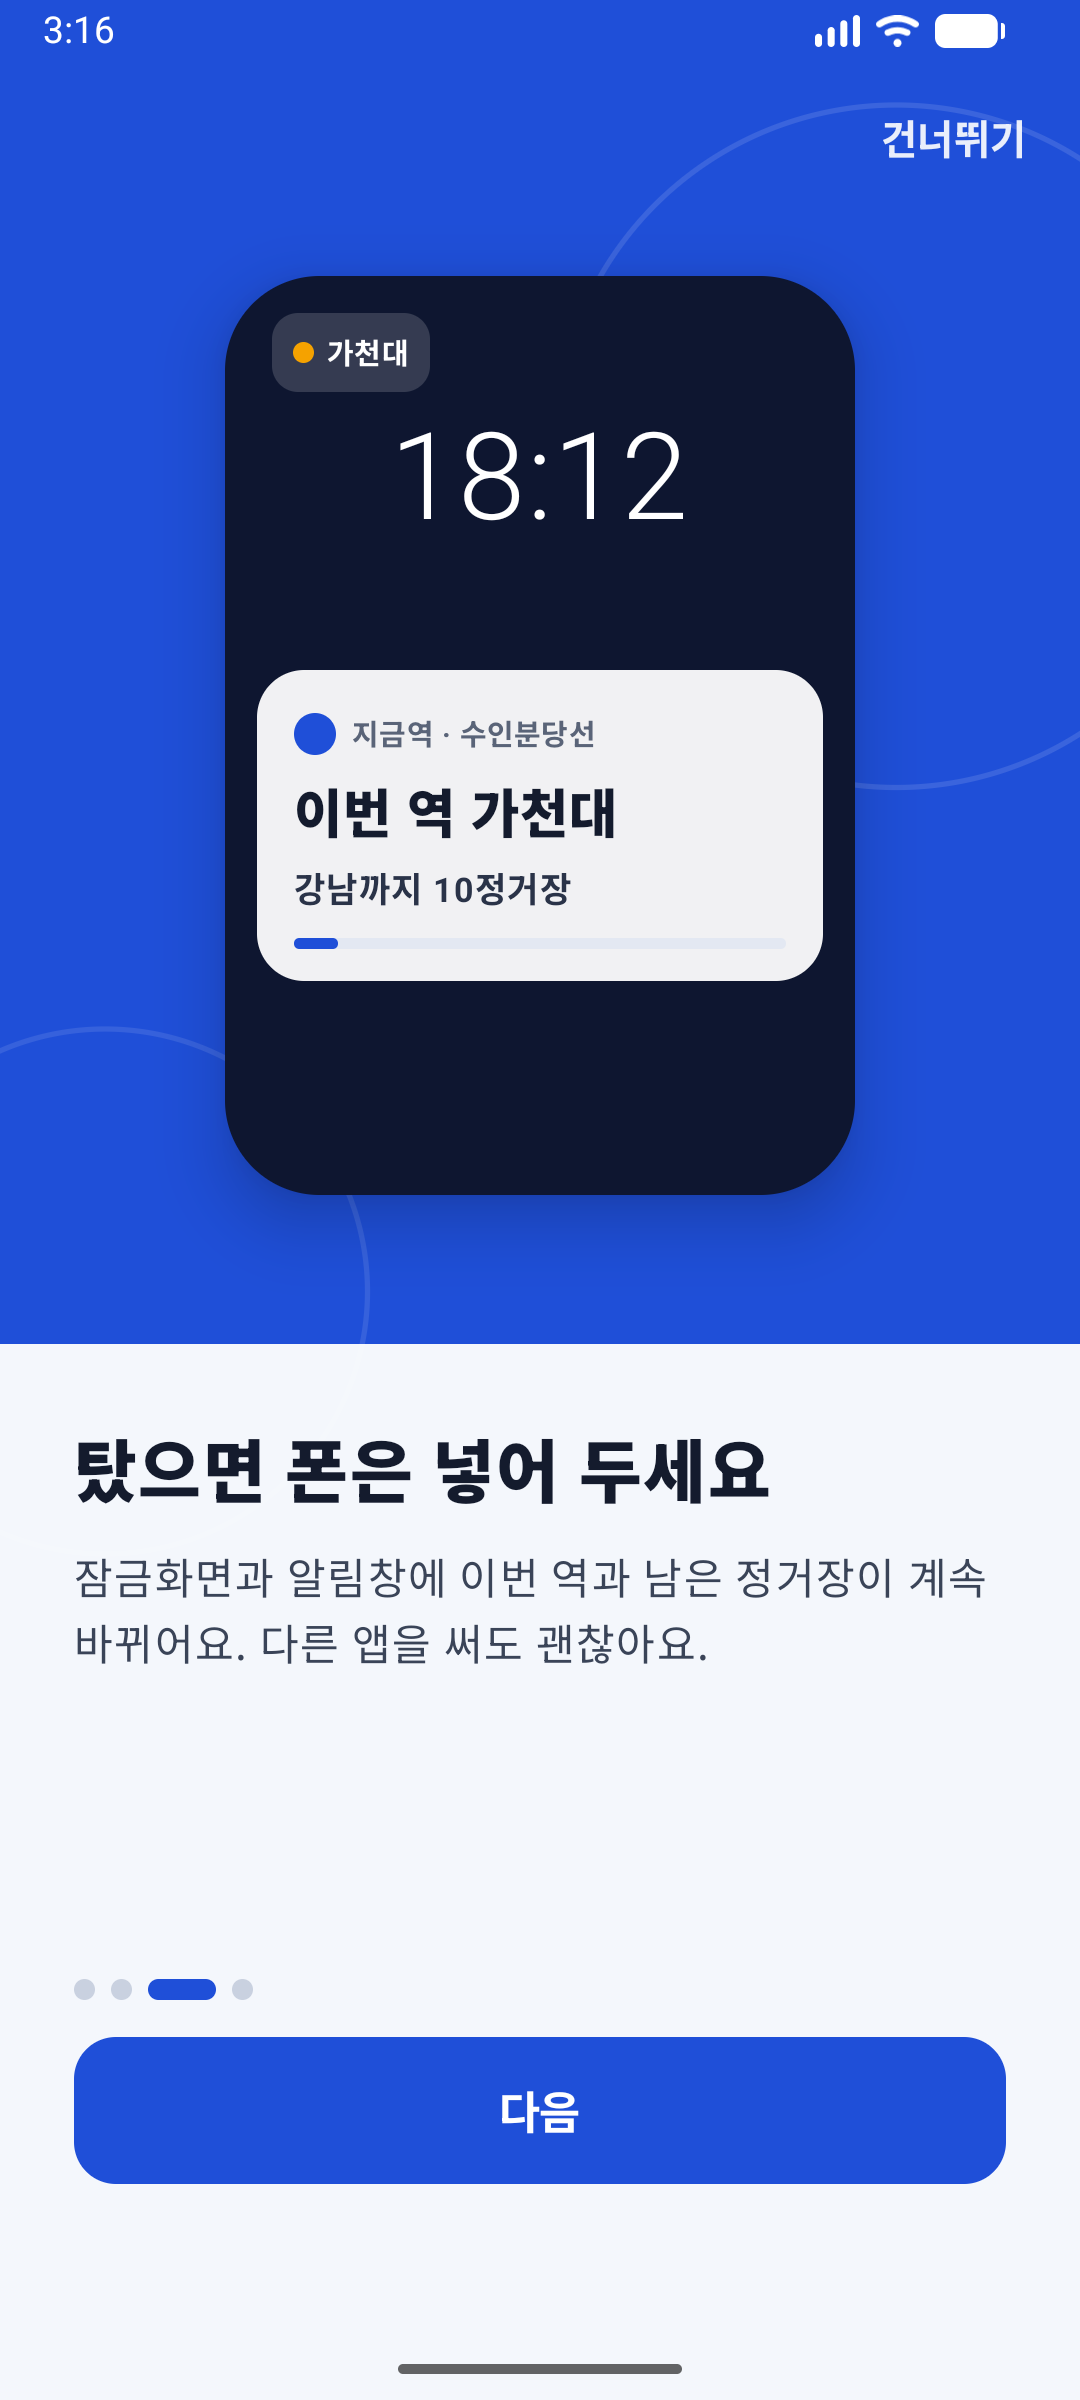 3:16
건너뛰기
가천대
18:12
지금역 · 수인분당선
이번 역 가천대
강남까지 10정거장
탔으면 폰은 넣어 두세요
잠금화면과 알림창에 이번 역과 남은 정거장이 계속
바뀌어요. 다른 앱을 써도 괜찮아요.
다음